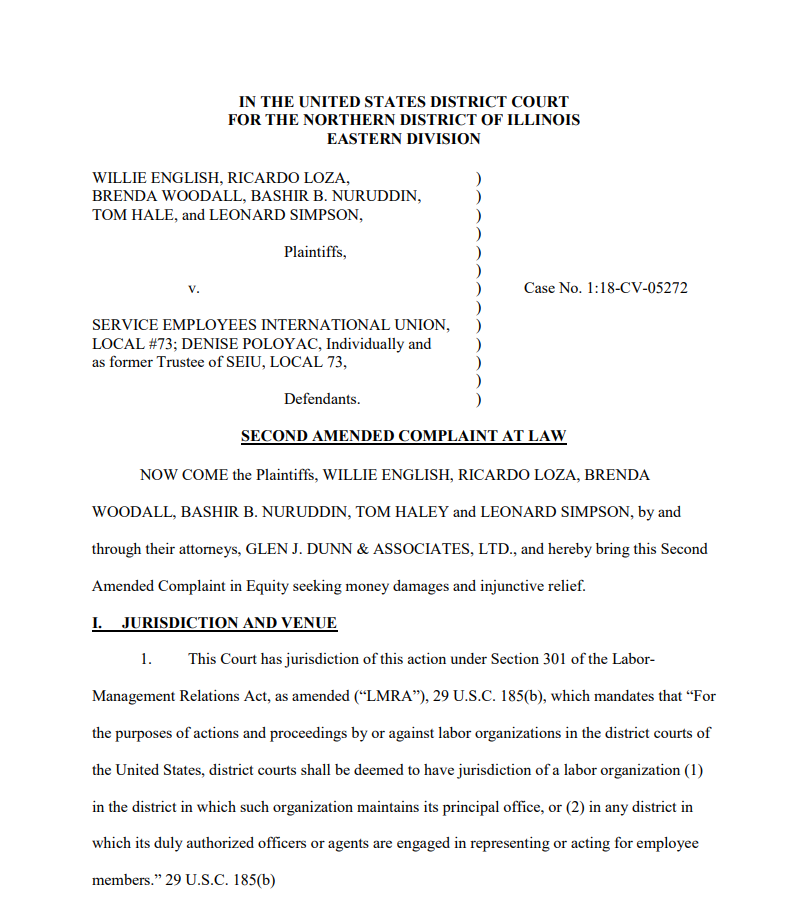 IN THE UNITED STATES DISTRICT COURT
FOR THE NORTHERN DISTRICT OF ILLINOIS
EASTERN DIVISION
WILLIE ENGLISH, RICARDO LOZA, )
BRENDA WOODALL, BASHIR B. NURUDDIN, )
TOM HALE, and LEONARD SIMPSON, )
)
Plaintiffs, )
)
v. ) Case No. 1:18-CV-05272
)
SERVICE EMPLOYEES INTERNATIONAL UNION, )
LOCAL #73; DENISE POLOYAC, Individually and )
as former Trustee of SEIU, LOCAL 73, )
)
Defendants. )
SECOND AMENDED COMPLAINT AT LAW
NOW COME the Plaintiffs, WILLIE ENGLISH, RICARDO LOZA, BRENDA
WOODALL, BASHIR B. NURUDDIN, TOM HALEY and LEONARD SIMPSON, by and
through their attorneys, GLEN J. DUNN & ASSOCIATES, LTD., and hereby bring this Second
Amended Complaint in Equity seeking money damages and injunctive relief.
I. JURISDICTION AND VENUE
1. This Court has jurisdiction of this action under Section 301 of the Labor-
Management Relations Act, as amended (“LMRA”), 29 U.S.C. 185(b), which mandates that “For
the purposes of actions and proceedings by or against labor organizations in the district courts of
the United States, district courts shall be deemed to have jurisdiction of a labor organization (1)
in the district in which such organization maintains its principal office, or (2) in any district in
which its duly authorized officers or agents are engaged in representing or acting for employee
members.” 29 U.S.C. 185(b)